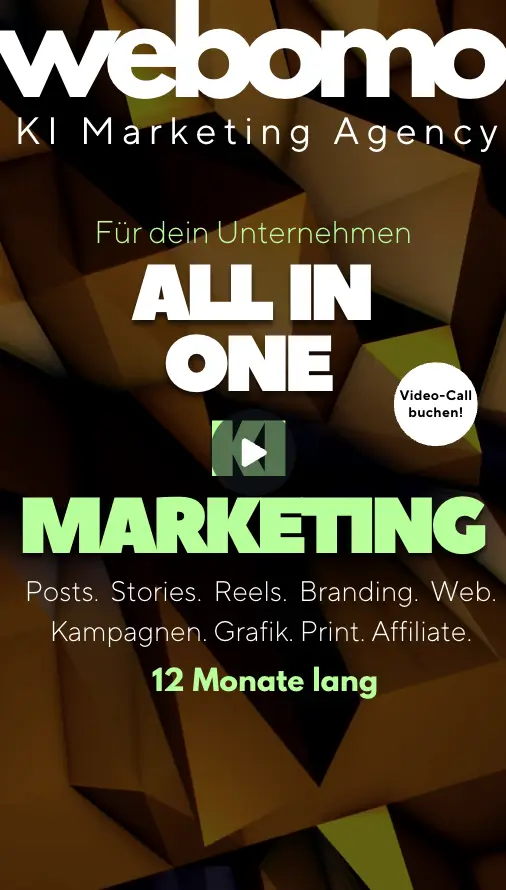 webomo
KI Marketing Agency
Für dein Unternehmen
ALL IN
ONE
Video-Call
buchen!
KI
MARKETING
Posts. Stories. Reels. Branding. Web.
Kampagnen. Grafik. Print. Affiliate.
12 Monate lang